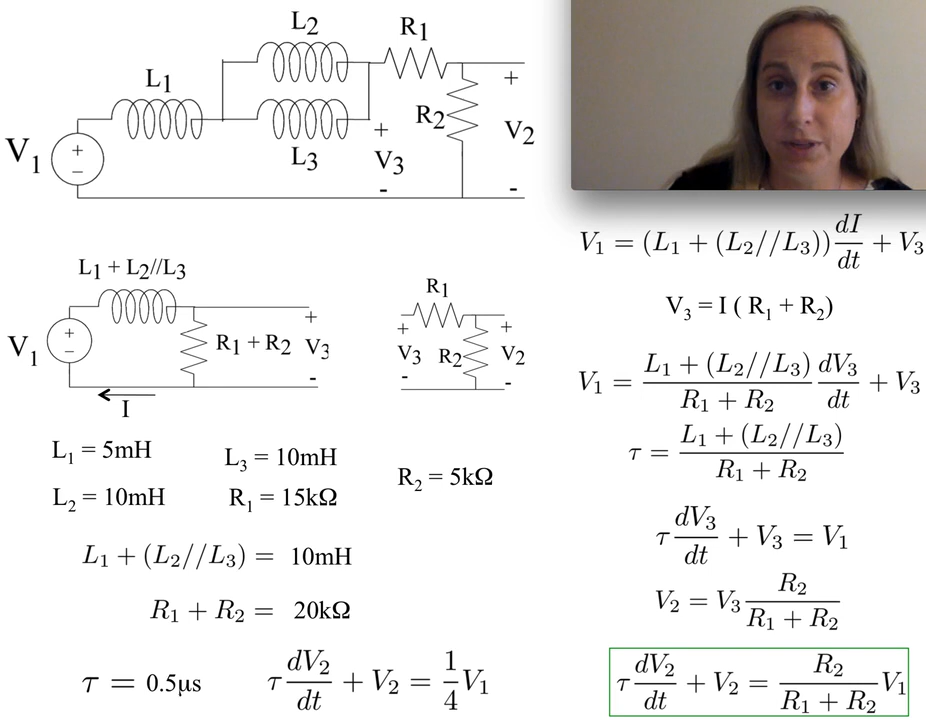 L₂
R₁
L₁
R₂
+
V₂
-
L₃
+
V₃
-
V₁
+
−
L₁ + L₂//L₃
V₁
+
−
R₁ + R₂
+
V₃
-
I
R₁
+
V₃
-
R₂
+
V₂
-
L₁ = 5mH
L₃ = 10mH
R₂ = 5kΩ
L₂ = 10mH
R₁ = 15kΩ
L₁ + (L₂//L₃) = 10mH
R₁ + R₂ = 20kΩ
τ = 0.5μs
τ dV₂/dt + V₂ = 1/4 V₁
V₁ = (L₁ + (L₂//L₃)) dI/dt + V₃
V₃ = I ( R₁ + R₂)
V₁ = L₁ + (L₂//L₃)/R₁ + R₂ dV₃/dt + V₃
τ = L₁ + (L₂//L₃)/R₁ + R₂
τ dV₃/dt + V₃ = V₁
V₂ = V₃ R₂/R₁ + R₂
τ dV₂/dt + V₂ = R₂/R₁ + R₂ V₁